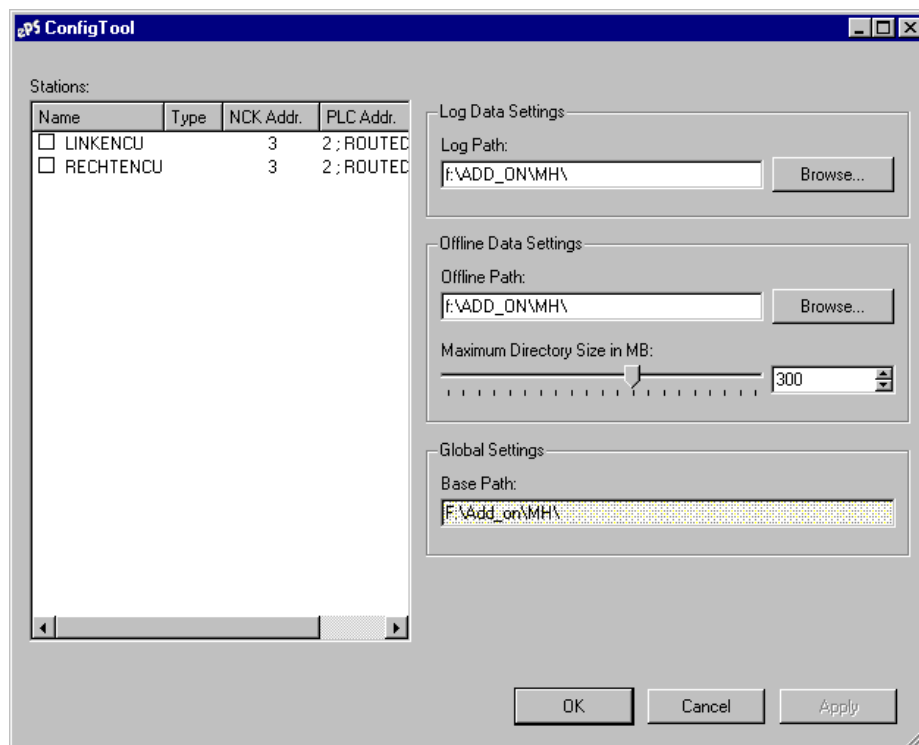 ePS ConfigTool
Stations:
Name Type NCK Addr. PLC Addr.
LINKENCU 3 2 ; ROUTED
RECHTENCU 3 2 ; ROUTED
Log Data Settings
Log Path:
f:\ADD_ON\MH\
Browse...
Offline Data Settings
Offline Path:
f:\ADD_ON\MH\
Browse...
Maximum Directory Size in MB:
300
Global Settings
Base Path:
F:\Add_on\MH\
OK Cancel Apply